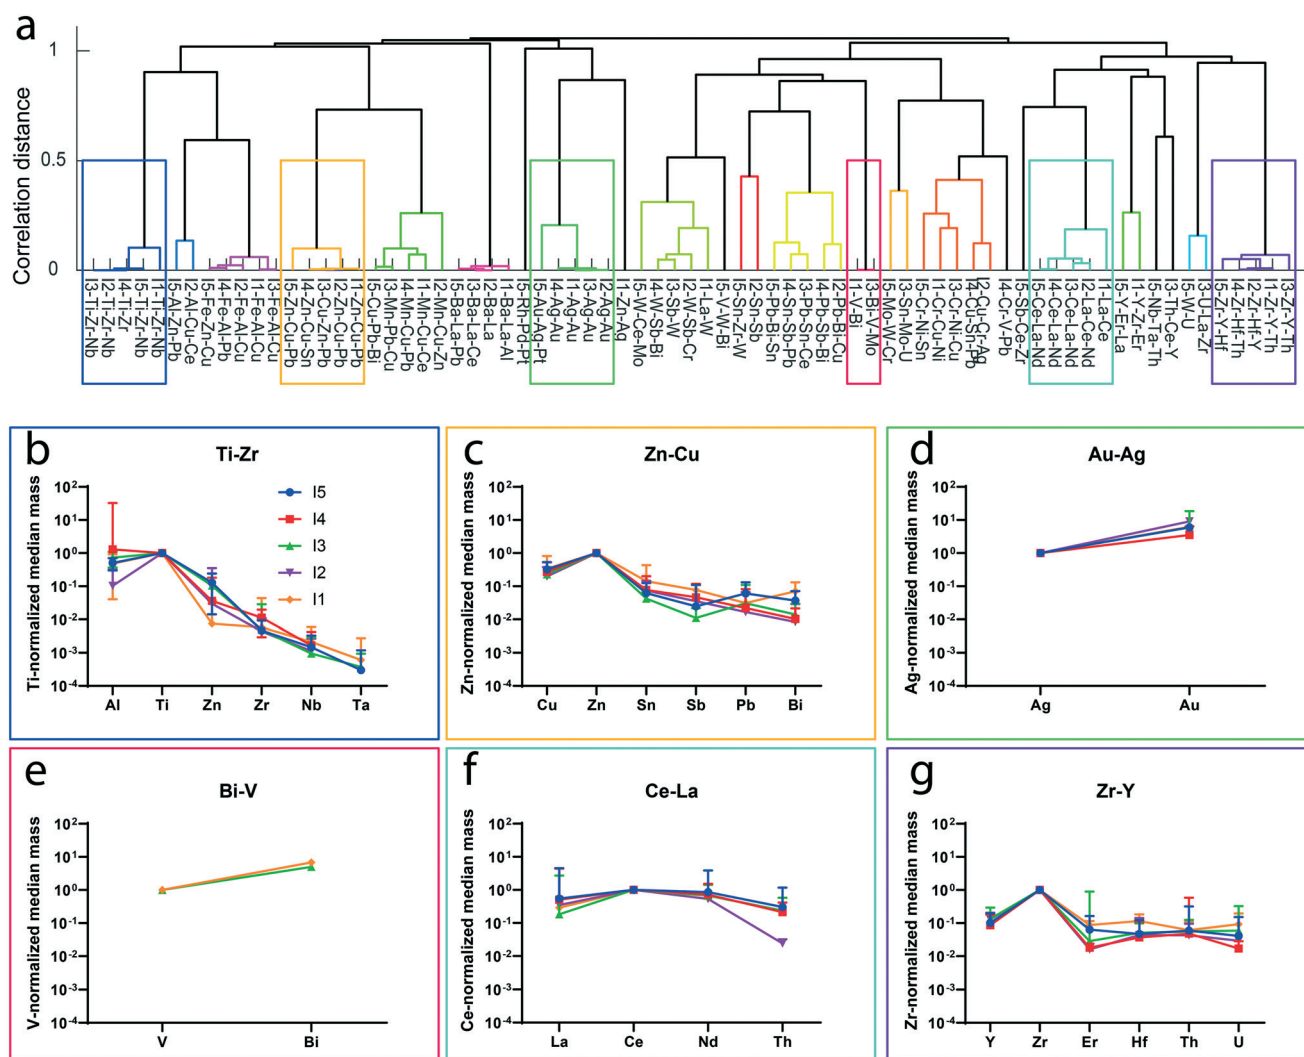 a
Correlation distance
1
0.5
0
I3-Ti-Zr-Nb
I2-Ti-Zr-Nb
I4-Ti-Zr
I5-Ti-Zr-Nb
I1-Ti-Zr-Nb
I5-Al-Zn-Pb
I2-Al-Cu-Ce
I5-Fe-Zn-Cu
I4-Fe-Al-Pb
I2-Fe-Al-Cu
I1-Fe-Al-Cu
I3-Fe-Al-Cu
I5-Zn-Cu-Pb
I4-Zn-Cu-Sn
I3-Cu-Zn-Pb
I2-Zn-Cu-Pb
I1-Zn-Cu-Pb
I5-Cu-Pb-Bi
I3-Mn-Pb-Cu
I4-Mn-Cu-Pb
I1-Mn-Cu-Ce
I2-Mn-Cu-Zn
I5-Ba-La-Pb
I3-Ba-La-Ce
I2-Ba-La
I1-Ba-La-Al
I5-Rh-Pd-Pt
I5-Au-Ag-Pt
I4-Ag-Au
I1-Ag-Au
I3-Ag-Au
I2-Ag-Au
I1-Zn-Ag
I5-W-Ce-Mo
I4-W-Sb-Bi
I3-Sb-W
I2-W-Sb-Cr
I1-La-W
I5-V-W-Bi
I5-Sn-Zr-W
I2-Sn-Sb
I5-Pb-Bi-Sn
I4-Sn-Sb-Pb
I3-Pb-Sn-Ce
I4-Pb-Sb-Bi
I2-Pb-Bi-Cu
I1-V-Bi
I3-Bi-V-Mo
I5-Mo-W-Cr
I3-Sn-Mo-U
I5-Cr-Ni-Sn
I1-Cr-Cu-Ni
I3-Cr-Ni-Cu
I2-Cu-Cr-Ag
I4-Cr-V-Pb
I5-Sb-Ce-Zr
I5-Ce-La-Nd
I4-Ce-La-Nd
I3-Ce-La-Nd
I2-La-Ce-Nd
I1-La-Ce
I5-Y-Er-La
I1-Y-Zr-Er
I5-Nb-Ta-Th
I3-Th-Ce-Y
I5-W-U
I3-U-La-Zr
I5-Zr-Y-Hf
I4-Zr-Hf-Th
I2-Zr-Hf-Y
I1-Zr-Y-Th
I3-Zr-Y-Th
b
Ti-Zr
Ti-normalized median mass
10²
10¹
10⁰
10⁻¹
10⁻²
10⁻³
10⁻⁴
I5
I4
I3
I2
I1
Al Ti Zn Zr Nb Ta
c
Zn-Cu
Zn-normalized median mass
10²
10¹
10⁰
10⁻¹
10⁻²
10⁻³
10⁻⁴
Cu Zn Sn Sb Pb Bi
d
Au-Ag
Ag-normalized median mass
10²
10¹
10⁰
10⁻¹
10⁻²
10⁻³
10⁻⁴
Ag Au
e
Bi-V
V-normalized median mass
10²
10¹
10⁰
10⁻¹
10⁻²
10⁻³
10⁻⁴
V Bi
f
Ce-La
Ce-normalized median mass
10²
10¹
10⁰
10⁻¹
10⁻²
10⁻³
10⁻⁴
La Ce Nd Th
g
Zr-Y
Zr-normalized median mass
10²
10¹
10⁰
10⁻¹
10⁻²
10⁻³
10⁻⁴
Y Zr Er Hf Th U